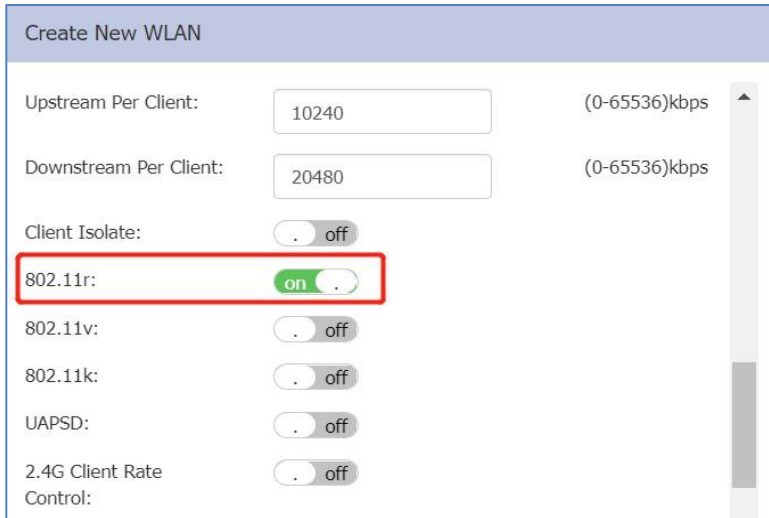 Create New WLAN
Upstream Per Client: 10240 (0-65536)kbps
Downstream Per Client: 20480 (0-65536)kbps
Client Isolate: . off
802.11r: on .
802.11v: . off
802.11k: . off
UAPSD: . off
2.4G Client Rate . off
Control: